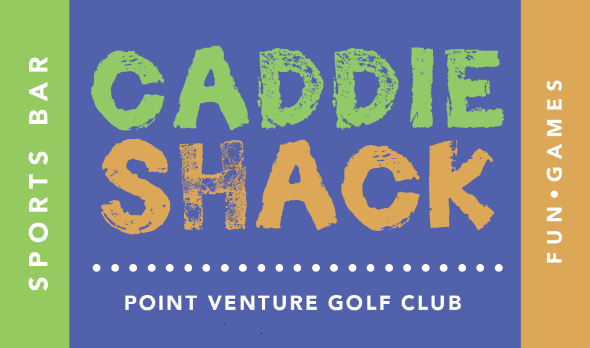 SPORTS BAR
CADDIE
SHACK
POINT VENTURE GOLF CLUB
FUN•GAMES